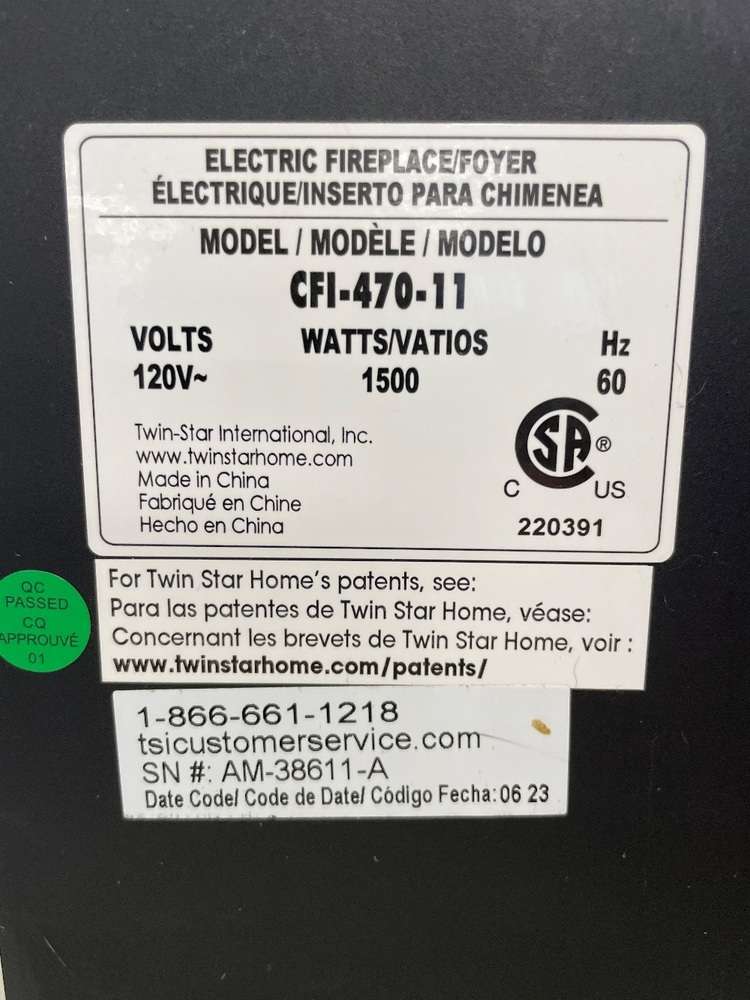 ELECTRIC FIREPLACE/FOYER
ÉLECTRIQUE/INSERTO PARA CHIMENEA
MODEL / MODÈLE / MODELO
CFI-470-11
VOLTS WATTS/VATIOS Hz
120V~ 1500 60
Twin-Star International, Inc.
www.twinstarhome.com
Made in China
Fabriqué en Chine
Hecho en China
SA ®
C US
220391
QC
PASSED
CQ
APPROUVÉ
01
For Twin Star Home's patents, see:
Para las patentes de Twin Star Home, véase:
Concernant les brevets de Twin Star Home, voir :
www.twinstarhome.com/patents/
1-866-661-1218
tsicustomerservice.com
SN #: AM-38611-A
Date Code/ Code de Date/ Código Fecha: 06 23